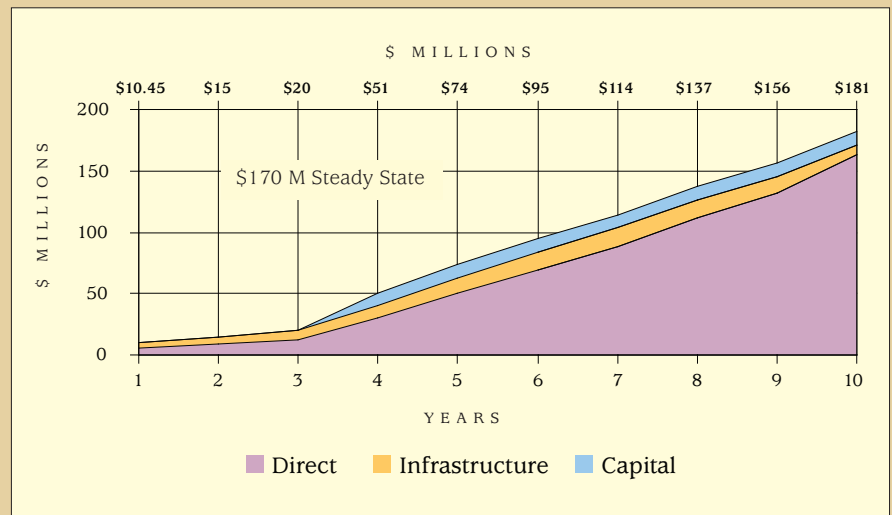 $ MILLIONS
$10.45 $15 $20 $51 $74 $95 $114 $137 $156 $181
200
150
100
50
0
$ MILLIONS
$170 M Steady State
1 2 3 4 5 6 7 8 9 10
YEARS
Direct Infrastructure Capital